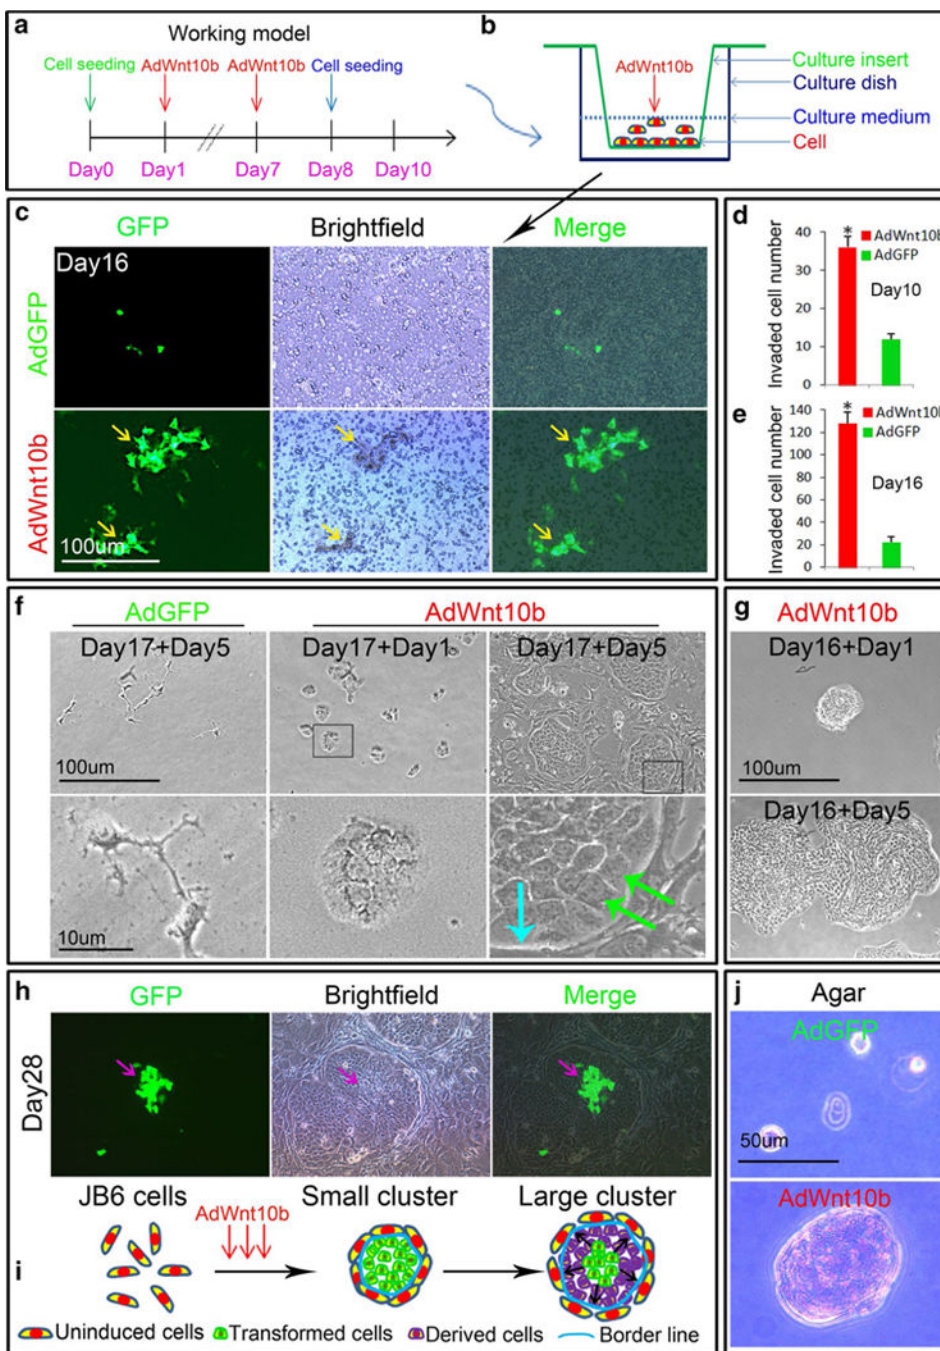 a
Working model
Cell seeding AdWnt10b AdWnt10b Cell seeding
Day0 Day1 Day7 Day8 Day10
b
AdWnt10b
Culture insert
Culture dish
Culture medium
Cell
c
GFP Brightfield Merge
Day16
AdGFP
AdWnt10b
100um
d
Invaded cell number
40
30
20
10
0
*
AdWnt10b
AdGFP
Day10
e
Invaded cell number
140
120
100
80
60
40
20
0
*
AdWnt10b
AdGFP
Day16
f
AdGFP AdWnt10b
Day17+Day5 Day17+Day1 Day17+Day5
100um
10um
g
AdWnt10b
Day16+Day1
100um
Day16+Day5
h
GFP Brightfield Merge
Day28
i
JB6 cells Small cluster Large cluster
AdWnt10b
Uninduced cells Transformed cells Derived cells Border line
j
Agar
AdGFP
50um
AdWnt10b